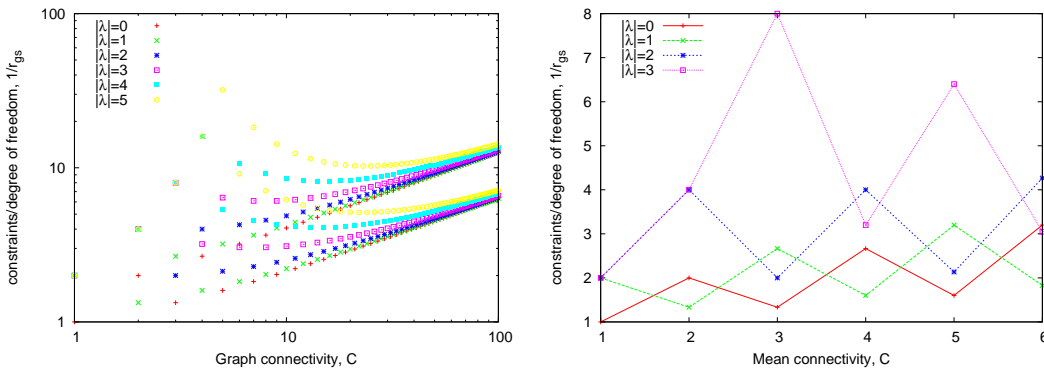 constraints/degree of freedom, 1/rgs
100
10
1
1
10
100
Graph connectivity, C
|λ|=0
|λ|=1
|λ|=2
|λ|=3
|λ|=4
|λ|=5
constraints/degree of freedom, 1/rgs
8
7
6
5
4
3
2
1
1
2
3
4
5
6
Mean connectivity, C
|λ|=0
|λ|=1
|λ|=2
|λ|=3